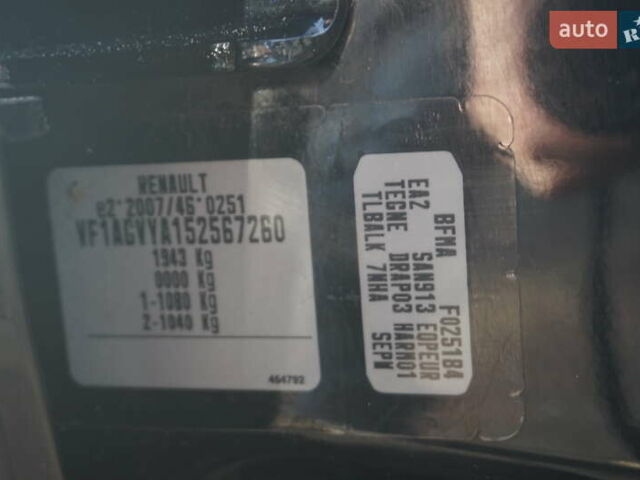 auto
R
RENAULT
e2*2007/46*0251
VF1AGVYA152567260
1943 Kg
0000 Kg
1-1080 Kg
2-1040 Kg
464792
BFMA F025184
EA2 SAN913 EQPEUR
TEGNE DRAP03 HARM01
TLBALK 7NHA SEPW